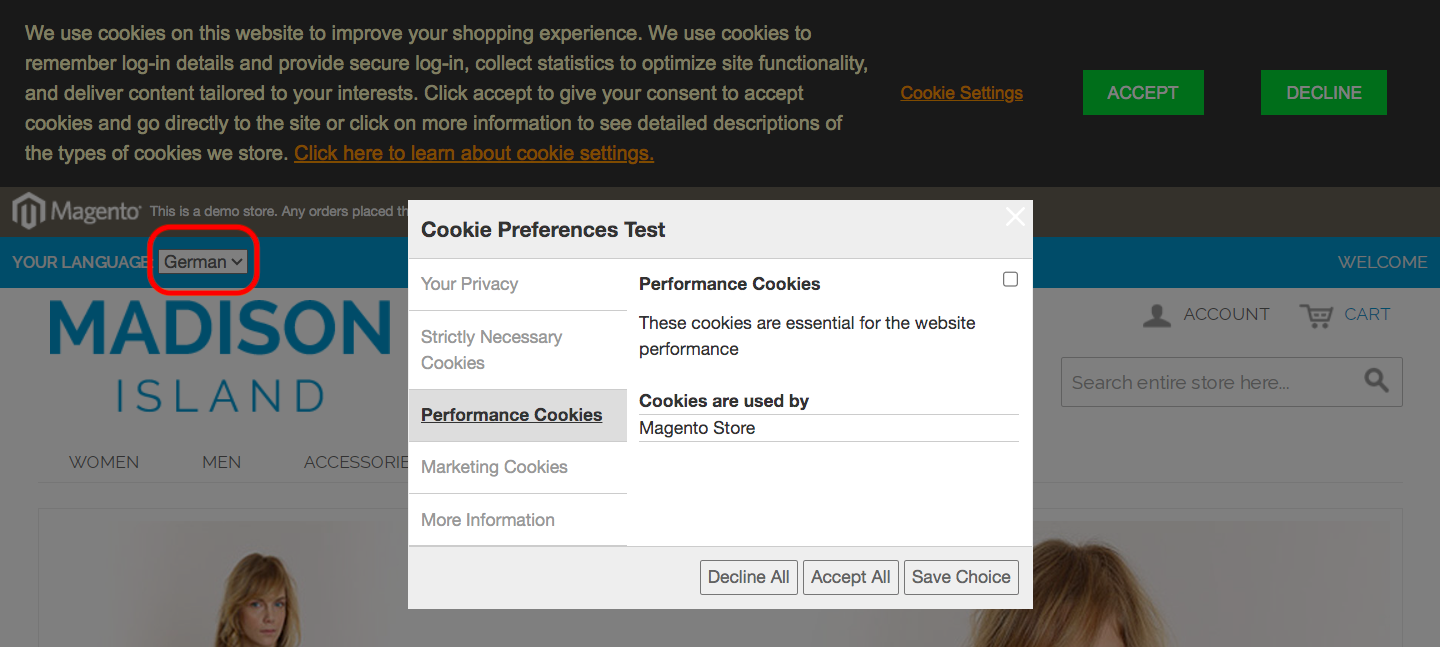 We use cookies on this website to improve your shopping experience. We use cookies to
remember log-in details and provide secure log-in, collect statistics to optimize site functionality,
and deliver content tailored to your interests. Click accept to give your consent to accept
cookies and go directly to the site or click on more information to see detailed descriptions of
the types of cookies we store. Click here to learn about cookie settings.
Cookie Settings
ACCEPT
DECLINE
Magento
This is a demo store. Any orders placed th
YOUR LANGUAGE
German
WELCOME
MADISON
ISLAND
ACCOUNT
CART
Search entire store here...
WOMEN
MEN
ACCESSORIE
Cookie Preferences Test
Your Privacy
Strictly Necessary
Cookies
Performance Cookies
Marketing Cookies
More Information
Performance Cookies
These cookies are essential for the website
performance
Cookies are used by
Magento Store
Decline All
Accept All
Save Choice